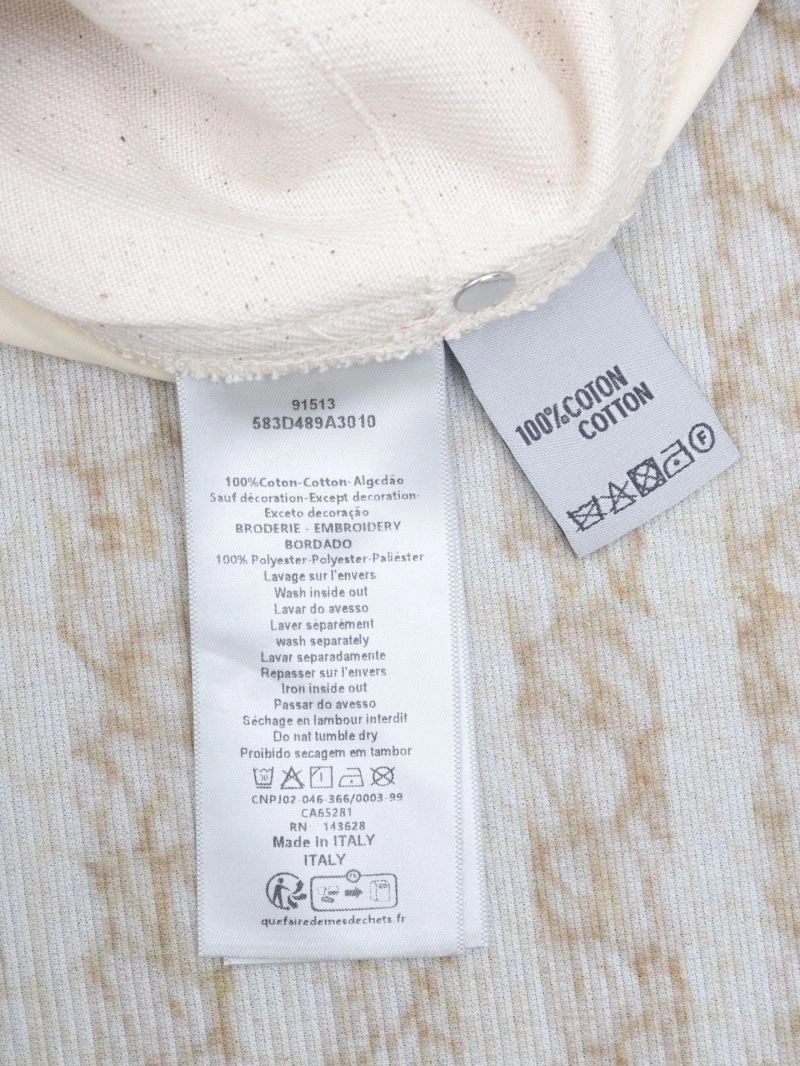 91513
583D489A3010
100%Coton-Cotton-Algcdão
Sauf décoration-Except decoration-
Exceto decoração
BRODERIE - EMBROIDERY
BORDADO
100% Polyester-Polyester-Paliéster
Lavage sur l'envers
Wash inside out
Lavar do avesso
Laver séparément
wash separately
Lavar separadamente
Repasser sur l'envers
Iron inside out
Passar do avesso
Séchage en lambour interdit
Do nat tumble dry
Proibido secagem em tambor
CNPJ02-046-366/0003-99
CA65281
RN 143628
Made In ITALY
ITALY
quefairedemesdechets.fr
100%COTON
COTTON
F